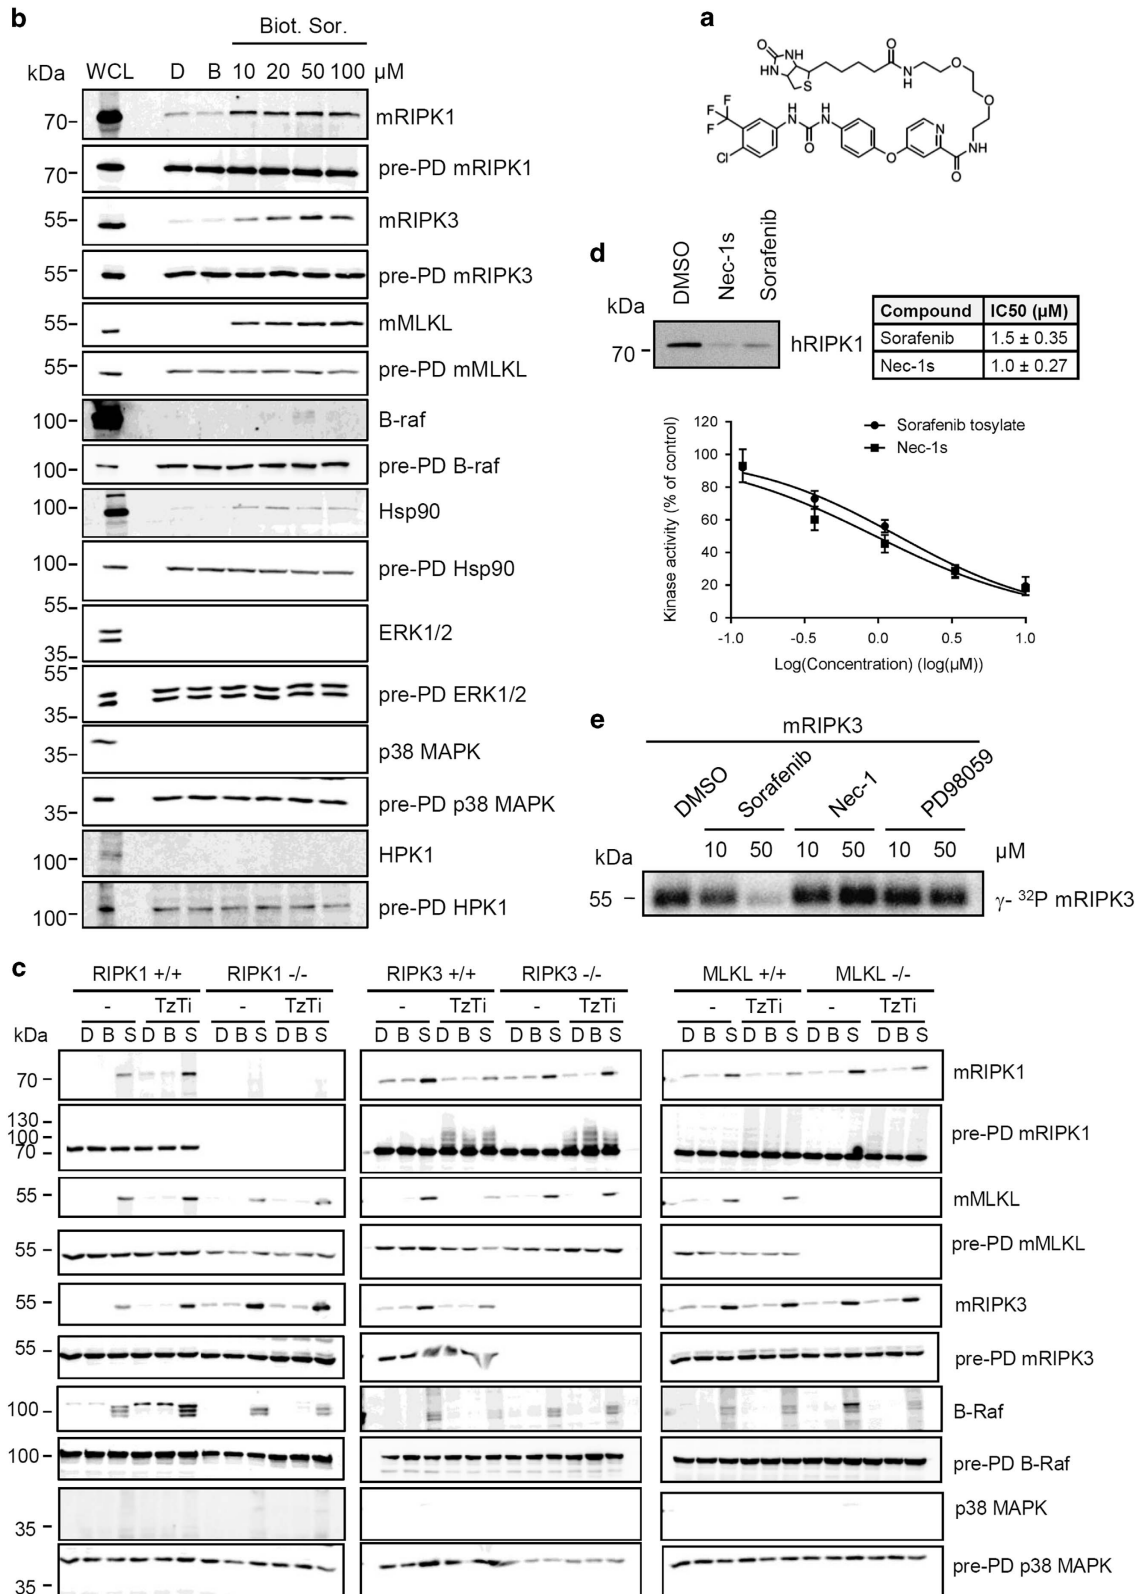 b
Biot. Sor.
kDa WCL D B 10 20 50 100 µM
70 mRIPK1
70 pre-PD mRIPK1
55 mRIPK3
55 pre-PD mRIPK3
55 mMLKL
55 pre-PD mMLKL
100 B-raf
100 pre-PD B-raf
100 Hsp90
100 pre-PD Hsp90
55
ERK1/2
35
55
pre-PD ERK1/2
35
p38 MAPK
35
pre-PD p38 MAPK
35
HPK1
100
pre-PD HPK1
100
a
O
HN
NH
S
O
N
H
O
O
NH
O
N
O
H
N
H
N
O
F
F
F
Cl
d
DMSO
Nec-1s
Sorafenib
kDa
70 hRIPK1
Compound IC50 (µM)
Sorafenib 1.5 ± 0.35
Nec-1s 1.0 ± 0.27
Sorafenib tosylate
Nec-1s
Kinase activity (% of control)
120
100
80
60
40
20
0
-1.0 -0.5 0.0 0.5 1.0
Log(Concentration) (log(µM))
e
mRIPK3
DMSO
Sorafenib
Nec-1
PD98059
10 50 10 50 10 50 µM
kDa
55 γ- 32P mRIPK3
c
RIPK1 +/+ RIPK1 -/- RIPK3 +/+ RIPK3 -/- MLKL +/+ MLKL -/-
- TzTi - TzTi - TzTi - TzTi - TzTi - TzTi
kDa D B S D B S D B S D B S D B S D B S D B S D B S D B S D B S D B S D B S
70 mRIPK1
130
100
70
pre-PD mRIPK1
55 mMLKL
55 pre-PD mMLKL
55 mRIPK3
55 pre-PD mRIPK3
100 B-Raf
100 pre-PD B-Raf
p38 MAPK
35
pre-PD p38 MAPK
35